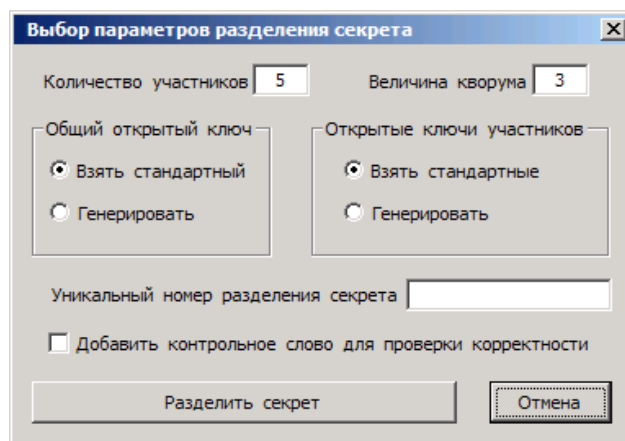 Выбор параметров разделения секрета
Количество участников 5 Величина кворума 3
Общий открытый ключ Открытые ключи участников
Взять стандартный Взять стандартные
Генерировать Генерировать
Уникальный номер разделения секрета
Добавить контрольное слово для проверки корректности
Разделить секрет Отмена